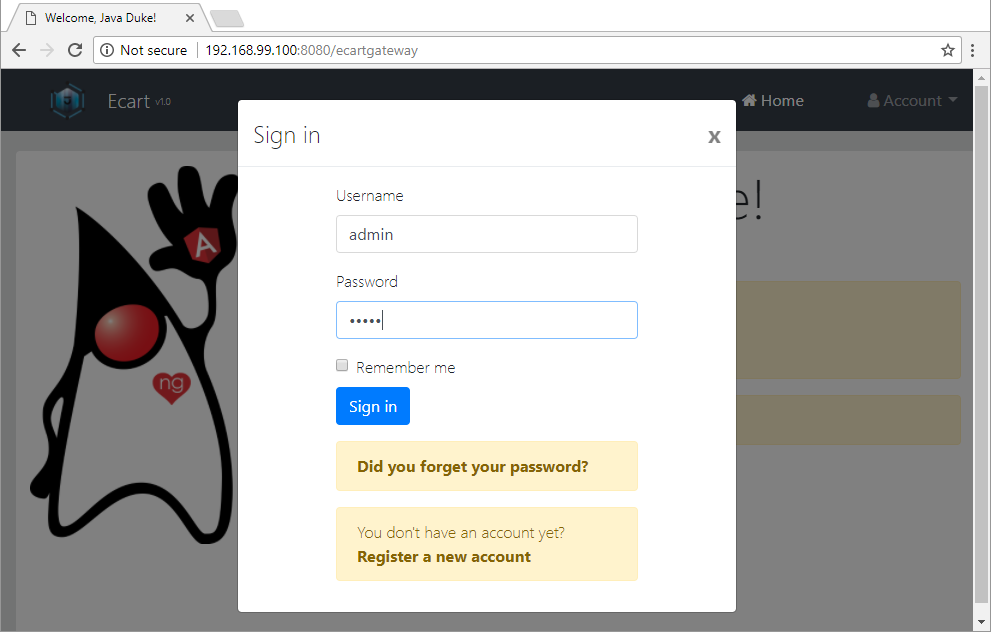 Welcome, Java Duke!
Not secure
192.168.99.100:8080/ecartgateway
Ecart v1.0
Home
Account
Sign in
x
e!
A
ng
Username
admin
Password
•••••
Remember me
Sign in
Did you forget your password?
You don't have an account yet?
Register a new account